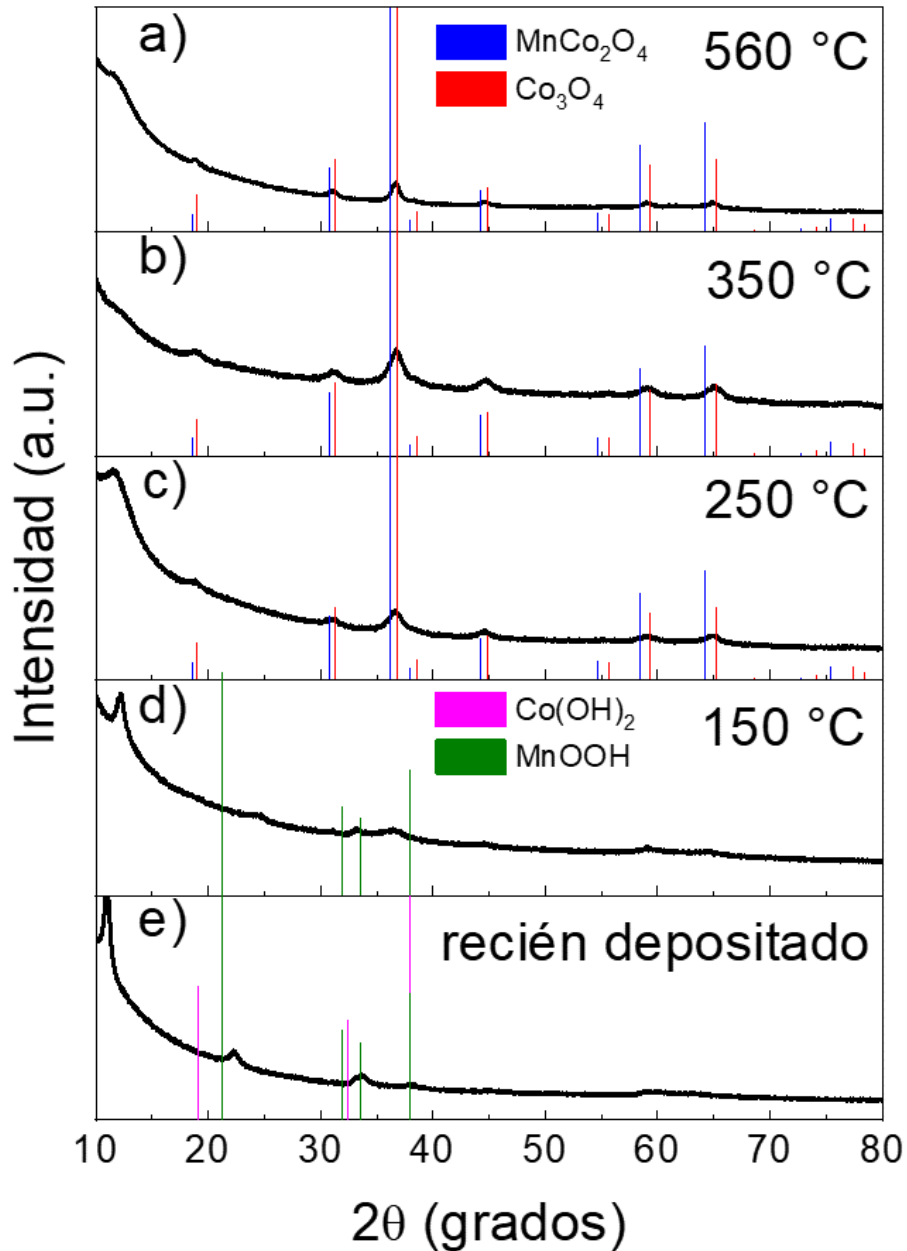 a)
MnCo₂O₄
Co₃O₄
560 °C
b)
350 °C
c)
250 °C
d)
Co(OH)₂
MnOOH
150 °C
e)
recién depositado
Intensidad (a.u.)
10 20 30 40 50 60 70 80
2θ (grados)